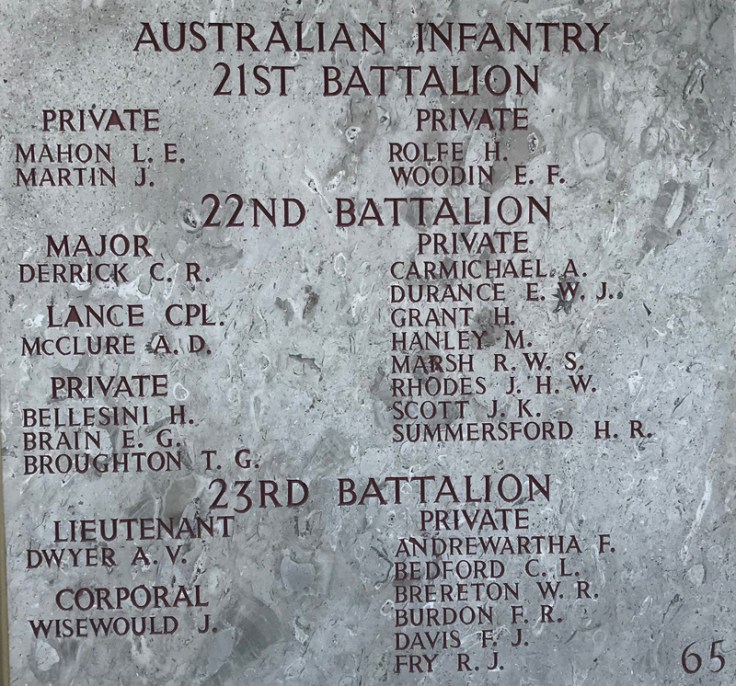 AUSTRALIAN INFANTRY
21ST BATTALION
PRIVATE
MAHON L. E.
MARTIN J.
PRIVATE
ROLFE H.
WOODIN E. F.
22ND BATTALION
MAJOR
DERRICK C. R.
LANCE CPL.
McCLURE A. D.
PRIVATE
BELLESINI H.
BRAIN E. G.
BROUGHTON T. G.
PRIVATE
CARMICHAEL A.
DURANCE E. W. J.
GRANT H.
HANLEY M.
MARSH R. W. S.
RHODES J. H. W.
SCOTT J. K.
SUMMERSFORD H. R.
23RD BATTALION
LIEUTENANT
DWYER A. V.
CORPORAL
WISEWOULD J.
PRIVATE
ANDREWARTHA F.
BEDFORD C. L.
BRERETON W. R.
BURDON F. R.
DAVIS F. J.
FRY R. J.
65